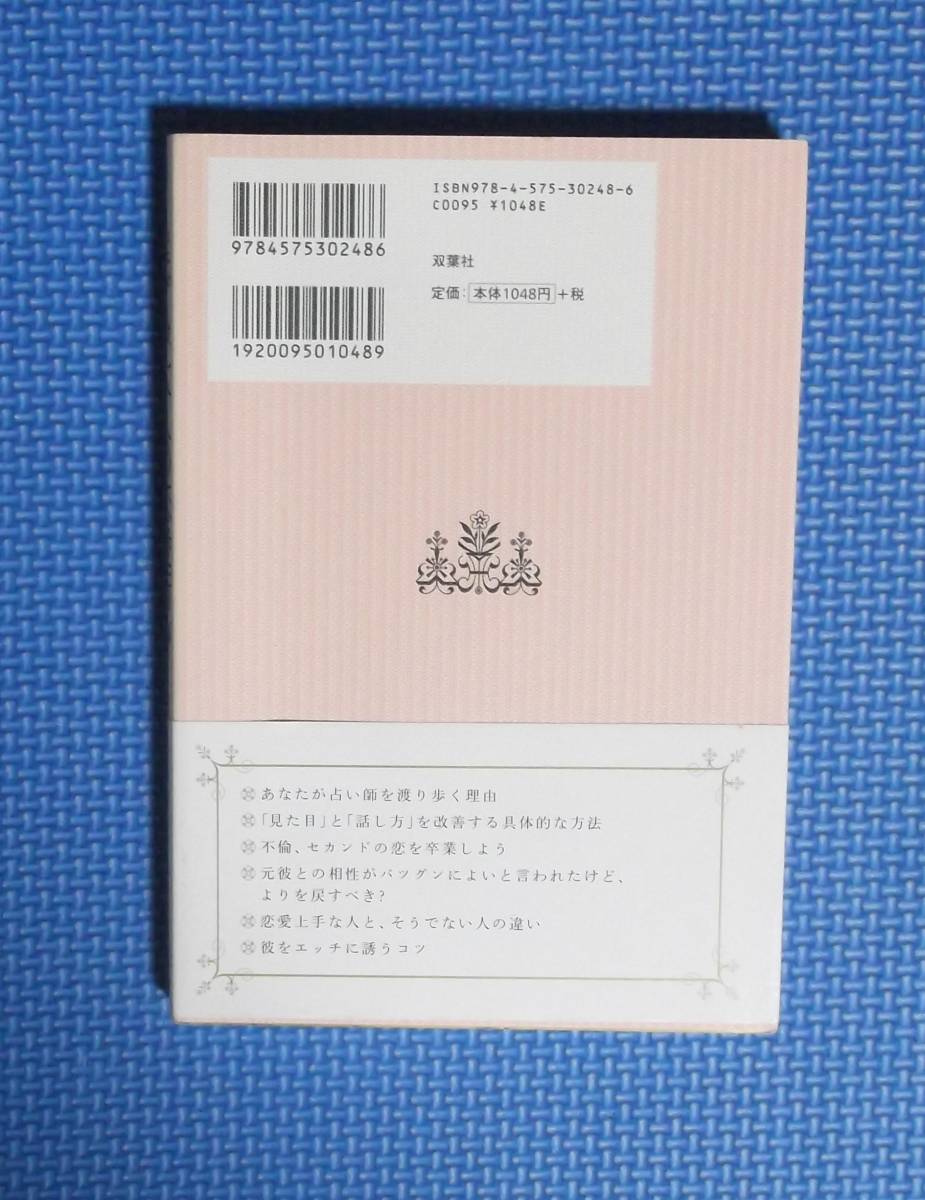 ISBN978-4-575-30248-6
C0095 ¥1048E
9784575302486
双葉社
定価:本体1048円+税
1920095010489
あなたが占い師を渡り歩く理由
「見た目」と「話し方」を改善する具体的な方法
不倫、セカンドの恋を卒業しよう
元彼との相性がバツグンによいと言われたけど、
よりを戻すべき?
恋愛上手な人と、そうでない人の違い
彼をエッチに誘うコツ